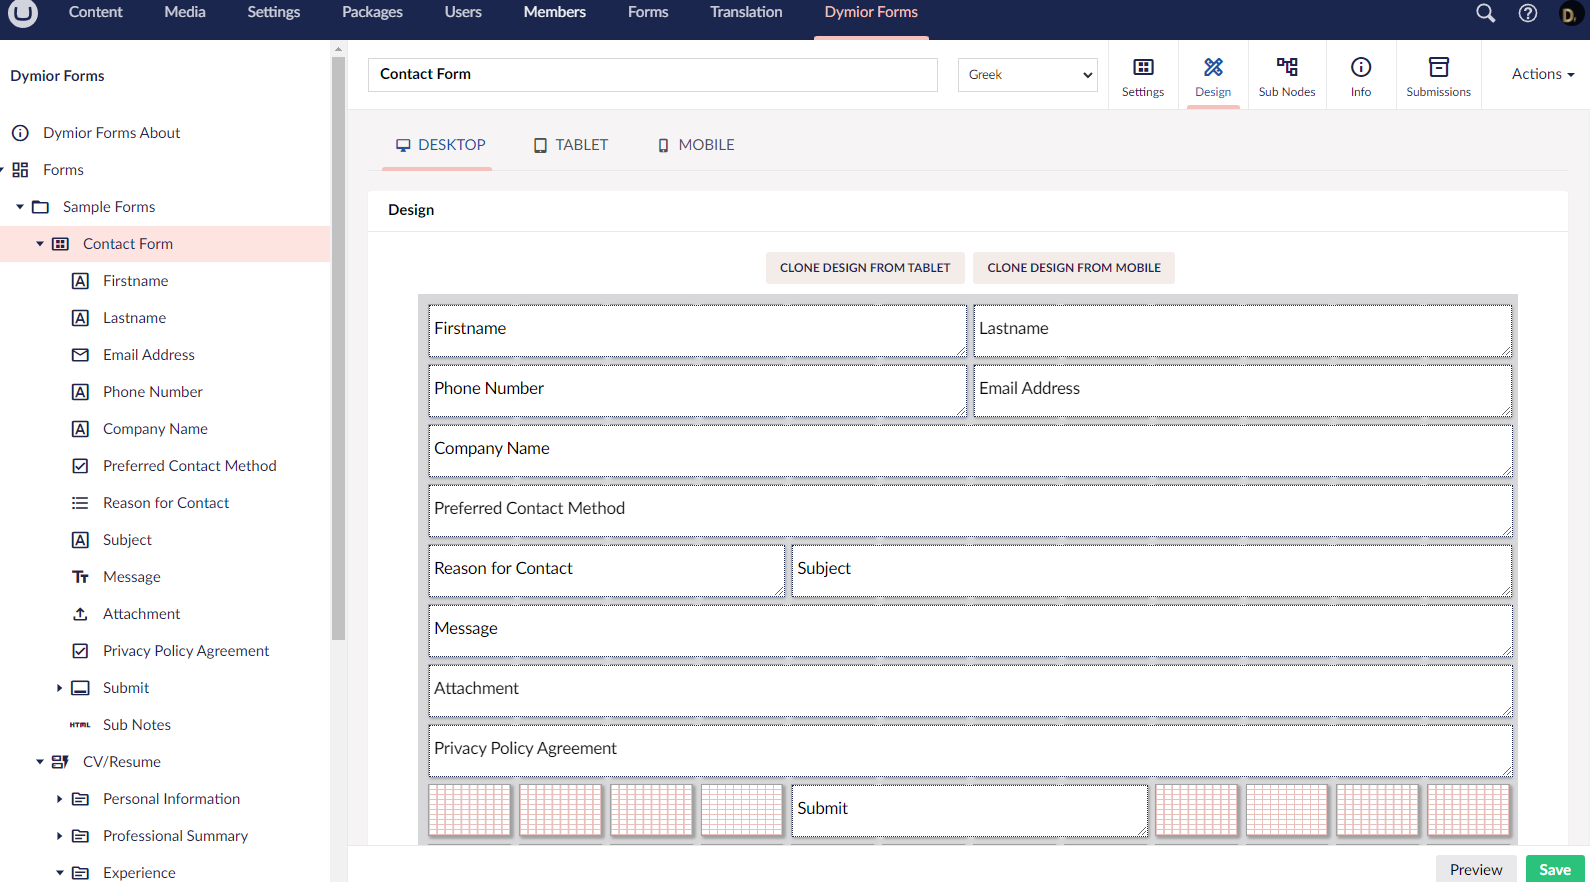 Content Media Settings Packages Users Members Forms Translation Dymior Forms
D.
Dymior Forms
Dymior Forms About
Forms
Sample Forms
Contact Form
Firstname
Lastname
Email Address
Phone Number
Company Name
Preferred Contact Method
Reason for Contact
Subject
Message
Attachment
Privacy Policy Agreement
Submit
HTML Sub Notes
CV/Resume
Personal Information
Professional Summary
Experience
Contact Form
Greek
Settings
Design
Sub Nodes
Info
Submissions
Actions
DESKTOP TABLET MOBILE
Design
CLONE DESIGN FROM TABLET CLONE DESIGN FROM MOBILE
Firstname Lastname
Phone Number Email Address
Company Name
Preferred Contact Method
Reason for Contact Subject
Message
Attachment
Privacy Policy Agreement
Submit
Preview Save